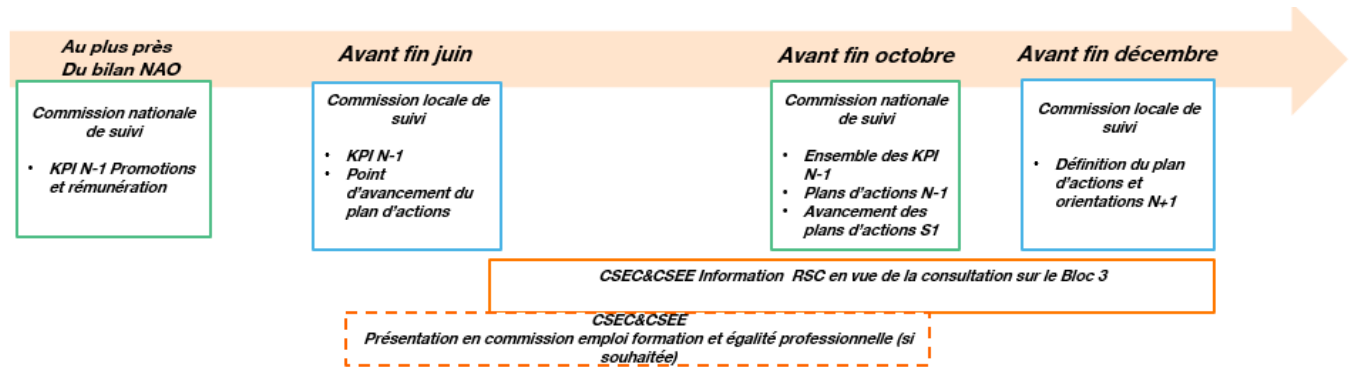 Au plus près
Du bilan NAO
Avant fin juin
Avant fin octobre
Avant fin décembre
Commission nationale
de suivi
• KPI N-1 Promotions
et rémunération
Commission locale de
suivi
• KPI N-1
• Point
d'avancement du
plan d'actions
Commission nationale
de suivi
• Ensemble des KPI
N-1
• Plans d'actions N-1
• Avancement des
plans d'actions S1
Commission locale de
suivi
• Définition du plan
d'actions et
orientations N+1
CSEC&CSEE Information RSC en vue de la consultation sur le Bloc 3
CSEC&CSEE
Présentation en commission emploi formation et égalité professionnelle (si
souhaitée)